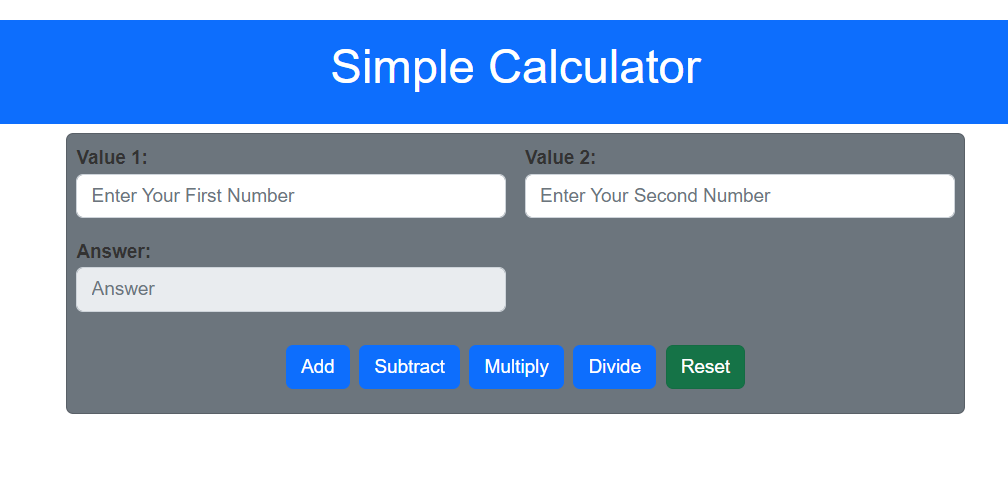 Simple Calculator
Value 1: Value 2:
Enter Your First Number Enter Your Second Number
Answer:
Answer
Add Subtract Multiply Divide Reset